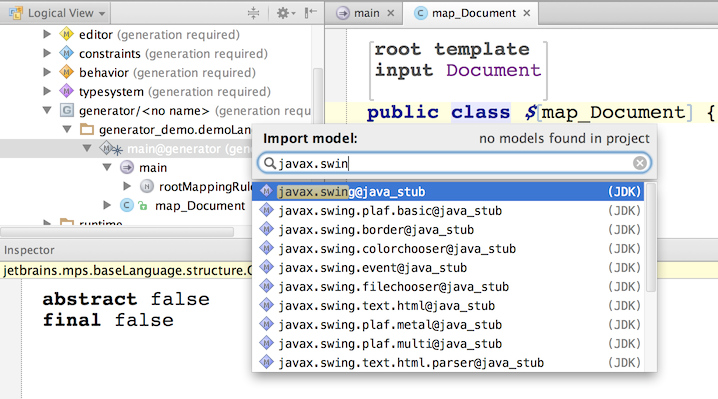 Logical View
main
map_Document
editor (generation required)
constraints (generation required)
behavior (generation required)
typesystem (generation required)
generator/<no name> (generation requ
generator_demo.demoLan
main@generator (gener
main
rootMappingRule
map_Document
runtime
root template
input Document
public class $[map_Document] {
Import model:
no models found in project
javax.swin
javax.swing@java_stub (JDK)
javax.swing.plaf.basic@java_stub (JDK)
javax.swing.border@java_stub (JDK)
javax.swing.colorchooser@java_stub (JDK)
javax.swing.event@java_stub (JDK)
javax.swing.filechooser@java_stub (JDK)
javax.swing.text.html@java_stub (JDK)
javax.swing.plaf.metal@java_stub (JDK)
javax.swing.plaf.multi@java_stub (JDK)
javax.swing.text.html.parser@java_stub (JDK)
Inspector
jetbrains.mps.baseLanguage.structure.C
abstract false
final false